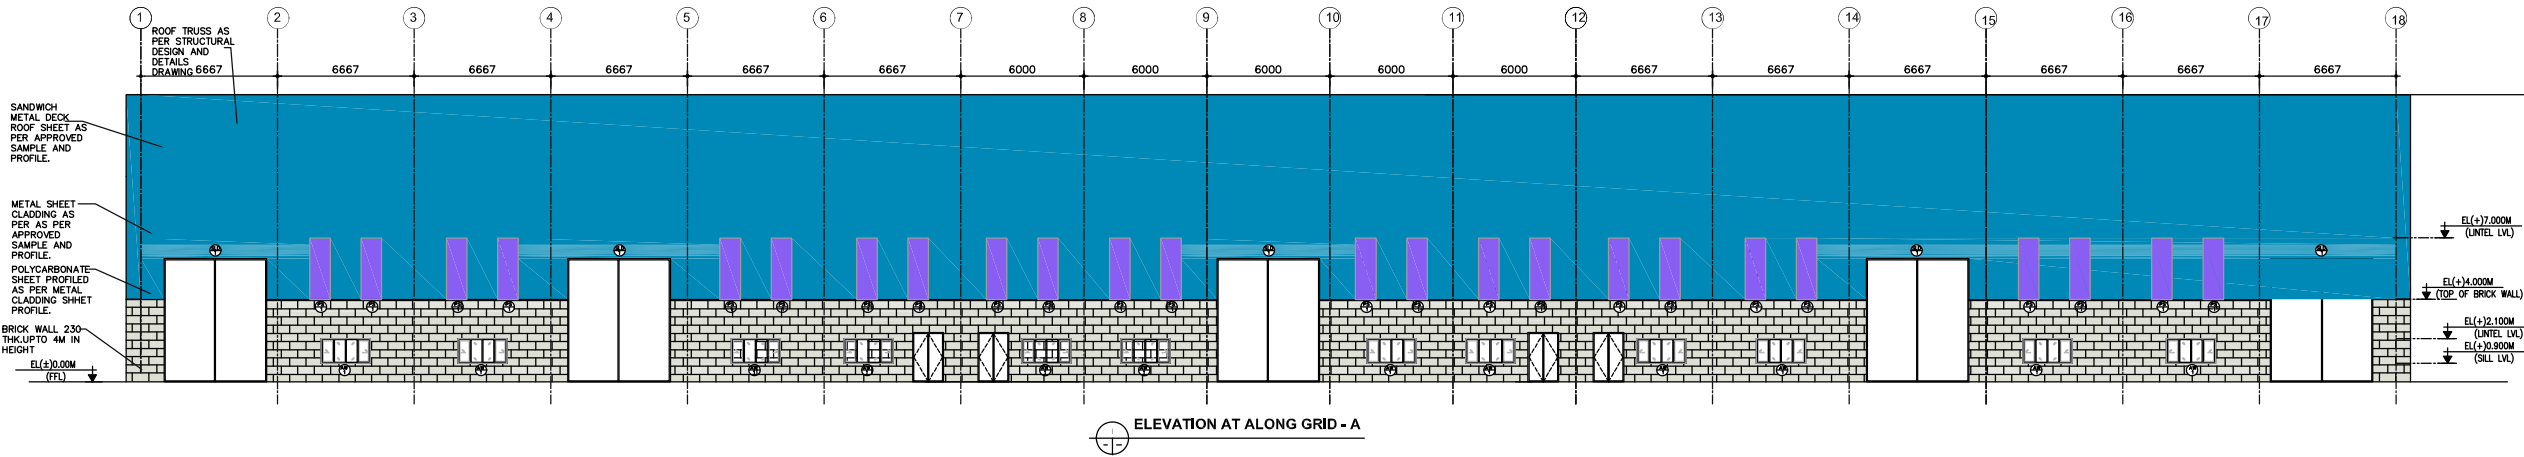 1 2 3 4 5 6 7 8 9 10 11 12 13 14 15 16 17 18
ROOF TRUSS AS
PER STRUCTURAL
DESIGN AND
DETAILS
DRAWING
6667 6667 6667 6667 6667 6667 6000 6000 6000 6000 6000 6667 6667 6667 6667 6667 6667
SANDWICH
METAL DECK
ROOF SHEET AS
PER APPROVED
SAMPLE AND
PROFILE.
METAL SHEET
CLADDING AS
PER AS PER
APPROVED
SAMPLE AND
PROFILE.
POLYCARBONATE
SHEET PROFILED
AS PER METAL
CLADDING SHHET
PROFILE.
BRICK WALL 230
THK.UPTO 4M IN
HEIGHT
EL(±)0.00M
(FFL)
EL(+)7.000M
(LINTEL LVL)
EL(+)4.000M
(TOP OF BRICK WALL)
EL(+)2.100M
(LINTEL LVL)
EL(+)0.900M
(SILL LVL)
ELEVATION AT ALONG GRID - A